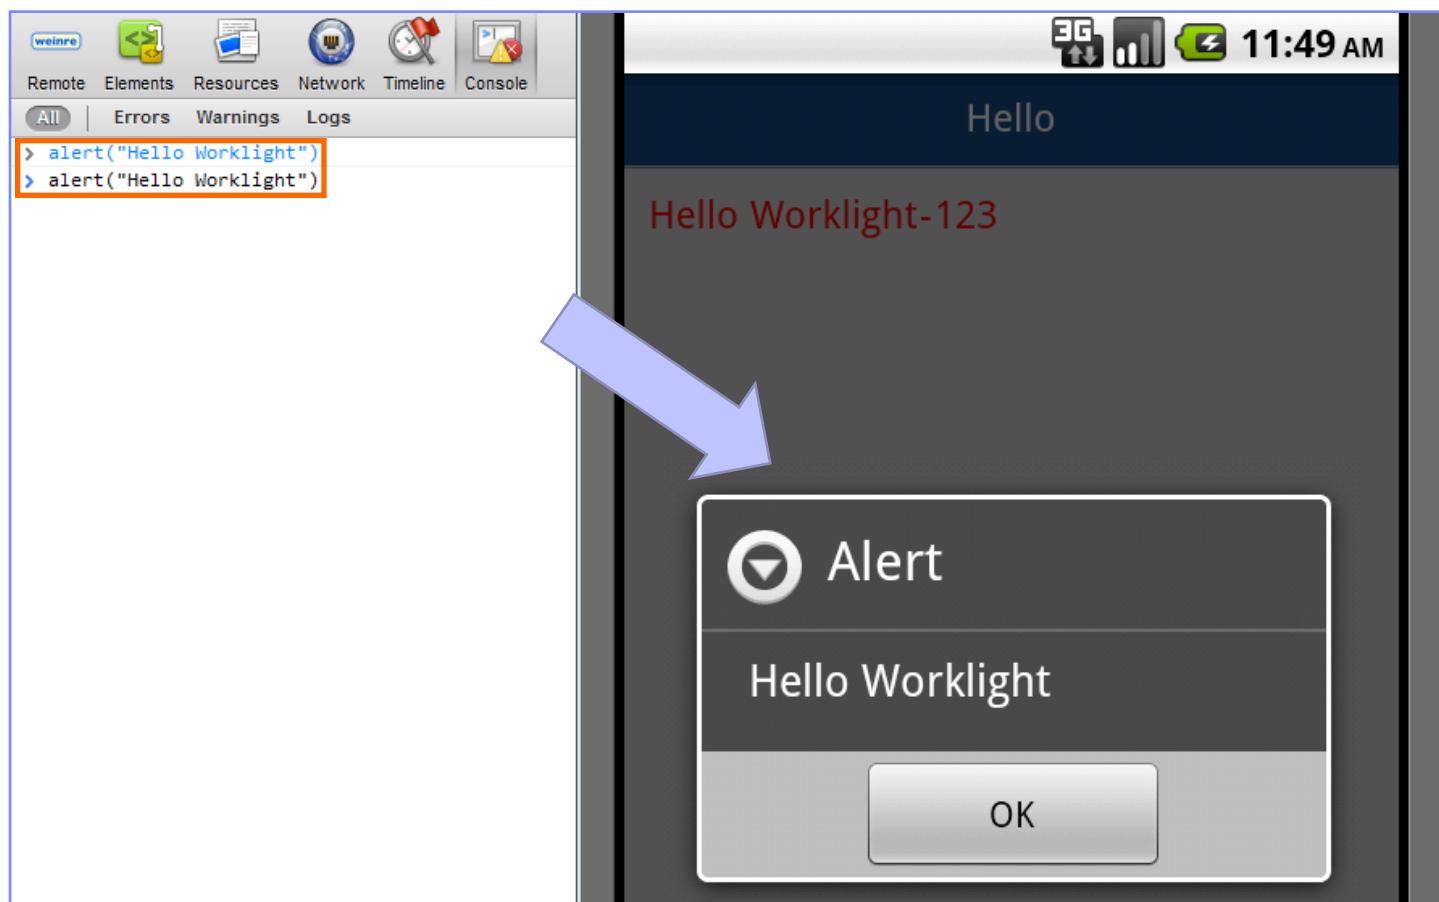 weinre
Remote Elements Resources Network Timeline Console
All Errors Warnings Logs
> alert("Hello Worklight")
> alert("Hello Worklight")
3G 11:49 AM
Hello
Hello Worklight-123
Alert
Hello Worklight
OK